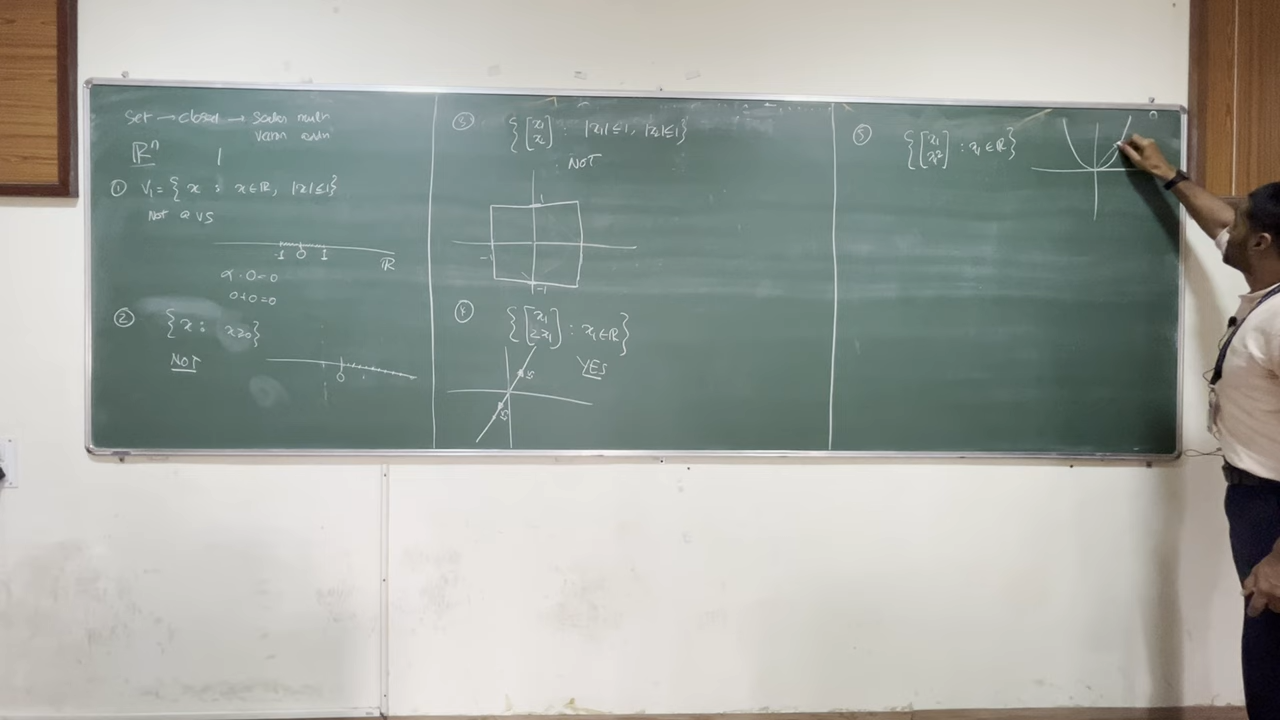 Set → closed → Scalar multn
Vector addn
ℝⁿ
① V₁ = { x : x ∈ ℝ, |x| ≤ 1}
Not a VS
-1 0 1
ℝ
α · 0 = 0
0 + 0 = 0
② { x : x ≥ 0}
NOT
0
③ { [x₁ x₂] : |x₁| ≤ 1, |x₂| ≤ 1}
NOT
1
-1
-1
④ { [x₁ 2x₁] : x₁ ∈ ℝ}
YES
⑤ { [x₁ x₁²] : x₁ ∈ ℝ}